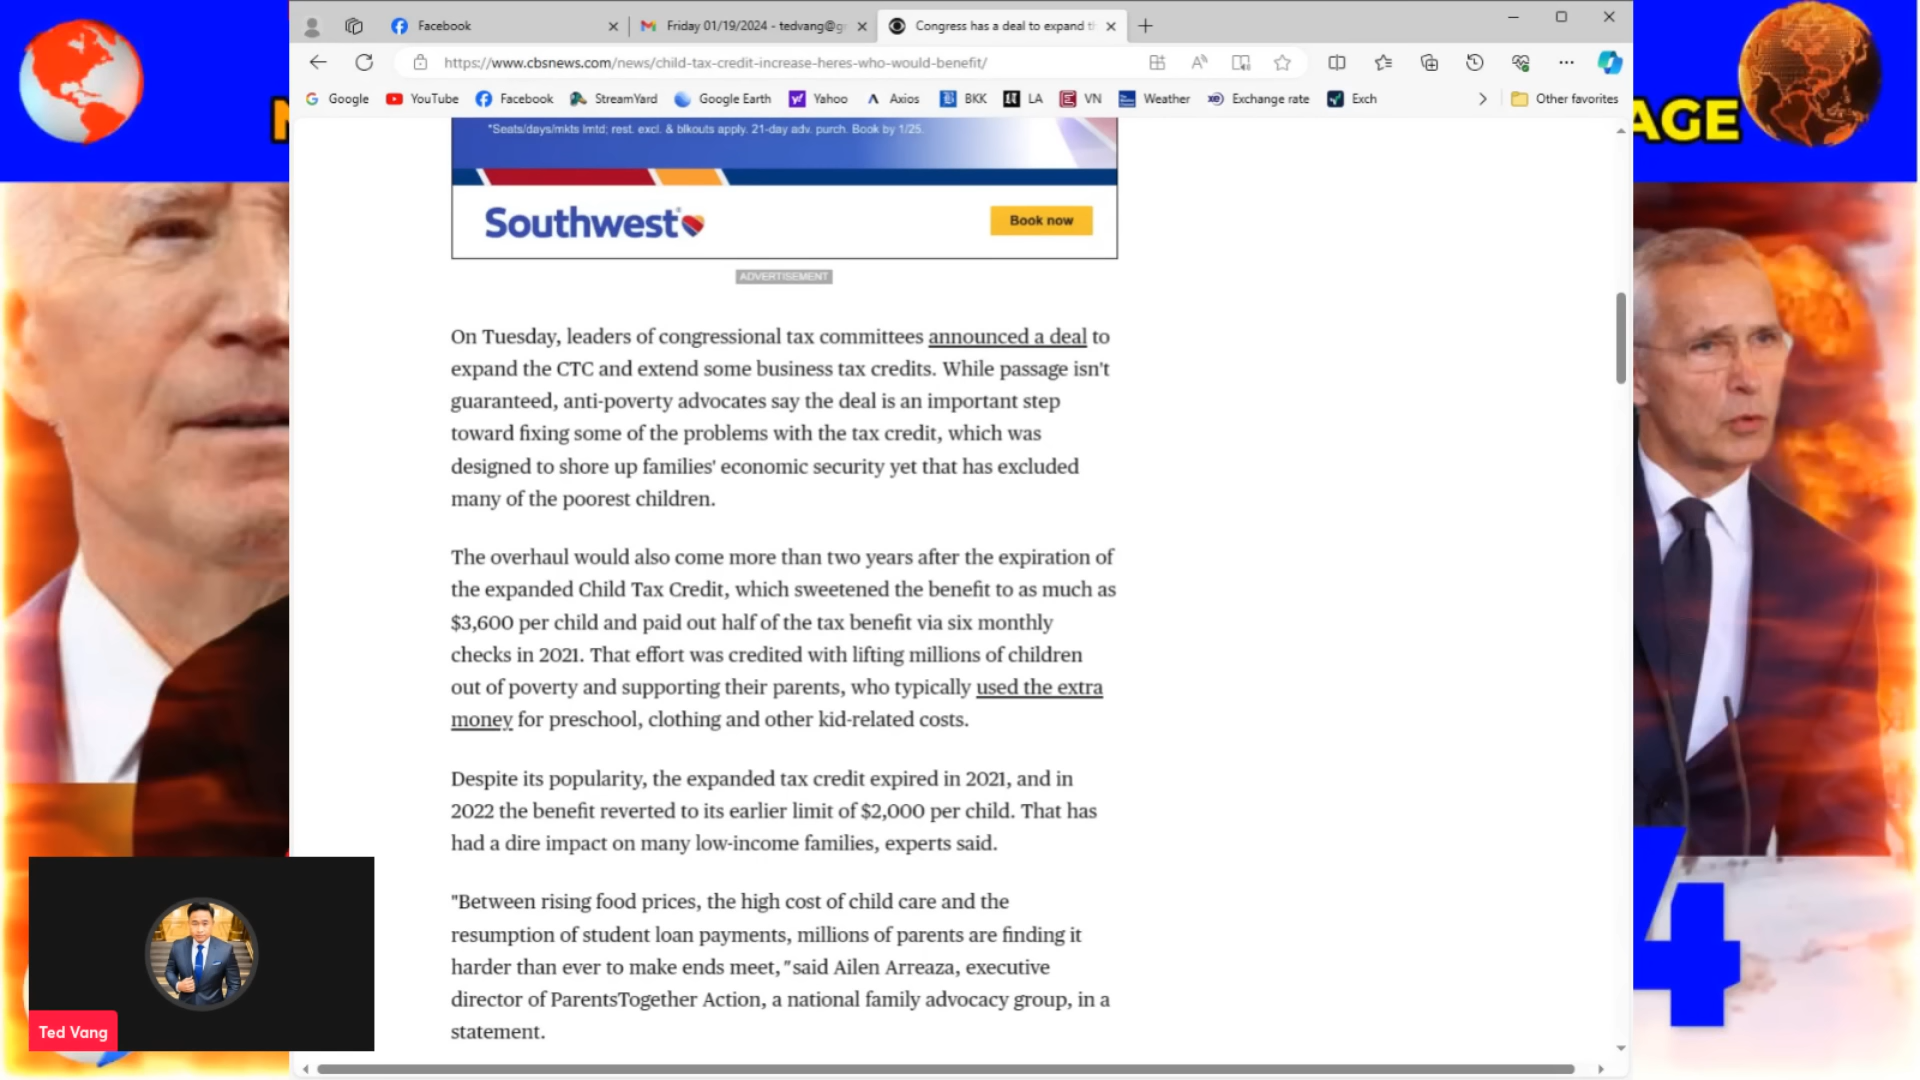 Facebook
Friday 01/19/2024 - tedvang@g
Congress has a deal to expand t
https://www.cbsnews.com/news/child-tax-credit-increase-heres-who-would-benefit/
Google YouTube Facebook StreamYard Google Earth Yahoo Axios BKK LA VN Weather Exchange rate Exch Other favorites
AGE
*Seats/days/mkts lmtd; rest. excl. & blkouts apply. 21-day adv. purch. Book by 1/25.
Southwest
Book now
ADVERTISEMENT
On Tuesday, leaders of congressional tax committees announced a deal to
expand the CTC and extend some business tax credits. While passage isn't
guaranteed, anti-poverty advocates say the deal is an important step
toward fixing some of the problems with the tax credit, which was
designed to shore up families' economic security yet that has excluded
many of the poorest children.
The overhaul would also come more than two years after the expiration of
the expanded Child Tax Credit, which sweetened the benefit to as much as
$3,600 per child and paid out half of the tax benefit via six monthly
checks in 2021. That effort was credited with lifting millions of children
out of poverty and supporting their parents, who typically used the extra
money for preschool, clothing and other kid-related costs.
Despite its popularity, the expanded tax credit expired in 2021, and in
2022 the benefit reverted to its earlier limit of $2,000 per child. That has
had a dire impact on many low-income families, experts said.
"Between rising food prices, the high cost of child care and the
resumption of student loan payments, millions of parents are finding it
harder than ever to make ends meet," said Ailen Arreaza, executive
director of ParentsTogether Action, a national family advocacy group, in a
statement.
4
Ted Vang